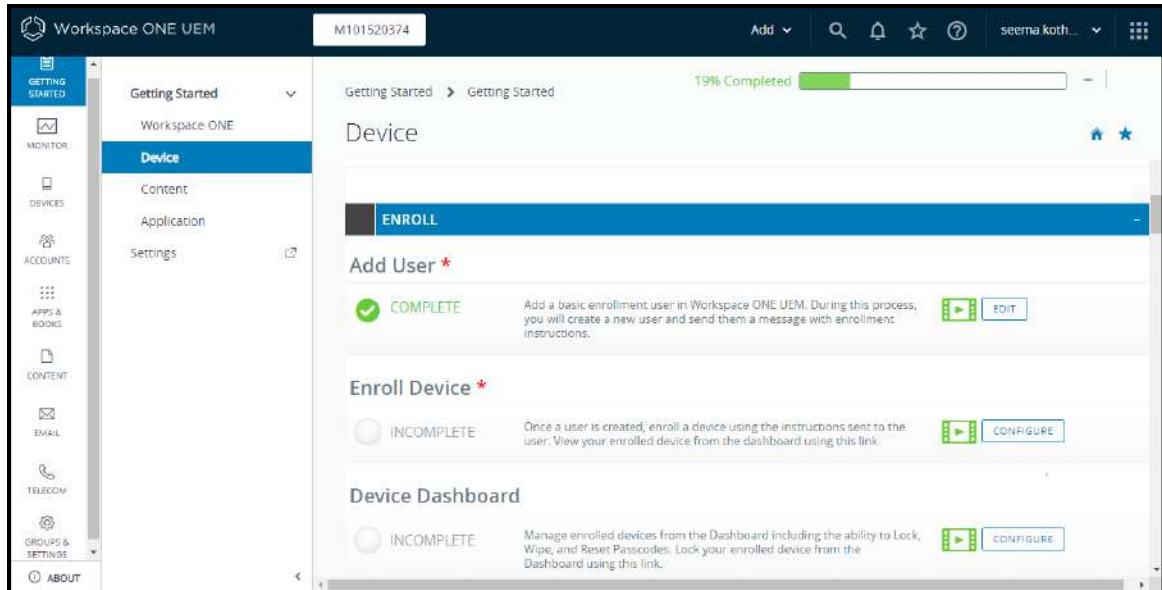 Workspace ONE UEM
M101520374
Add
seema.koth...
GETTING
STARTED
MONITOR
DEVICES
ACCOUNTS
APPS &
BOOKS
CONTENT
EMAIL
TELECOM
GROUPS &
SETTINGS
ABOUT
Getting Started
Workspace ONE
Device
Content
Application
Settings
Getting Started > Getting Started
19% Completed
Device
ENROLL
Add User *
COMPLETE
Add a basic enrollment user in Workspace ONE UEM. During this process,
you will create a new user and send them a message with enrollment
instructions.
EDIT
Enroll Device *
INCOMPLETE
Once a user is created, enroll a device using the instructions sent to the
user. View your enrolled device from the dashboard using this link.
CONFIGURE
Device Dashboard
INCOMPLETE
Manage enrolled devices from the Dashboard including the ability to Lock,
Wipe, and Reset Passcodes. Lock your enrolled device from the
Dashboard using this link.
CONFIGURE